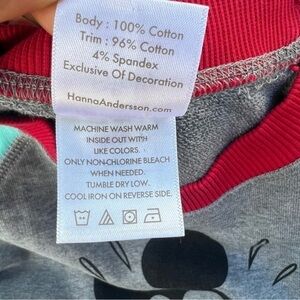 Body : 100% Cotton
Trim : 96% Cotton
4% Spandex
Exclusive Of Decoration
HannaAndersson.com
MACHINE WASH WARM
INSIDE OUT WITH
LIKE COLORS.
ONLY NON-CHLORINE BLEACH
WHEN NEEDED.
TUMBLE DRY LOW.
COOL IRON ON REVERSE SIDE.